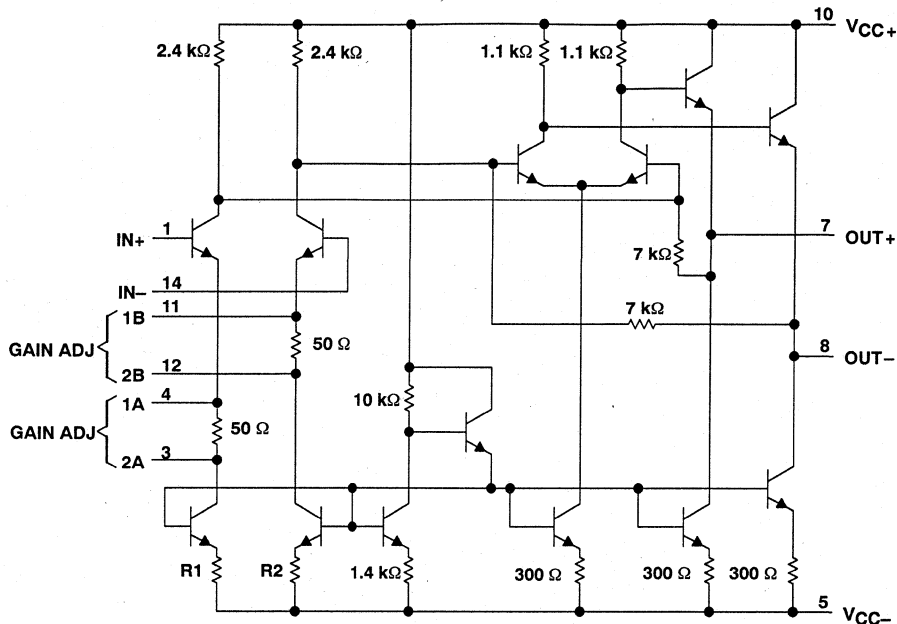 10 VCC+
2.4 kΩ 2.4 kΩ 1.1 kΩ 1.1 kΩ
IN+ 1
7 OUT+
7 kΩ
IN– 14
1B 11
7 kΩ
GAIN ADJ
50 Ω
8 OUT–
2B 12
1A 4
10 kΩ
GAIN ADJ
50 Ω
2A 3
R1 R2 1.4 kΩ 300 Ω 300 Ω 300 Ω
5 VCC–